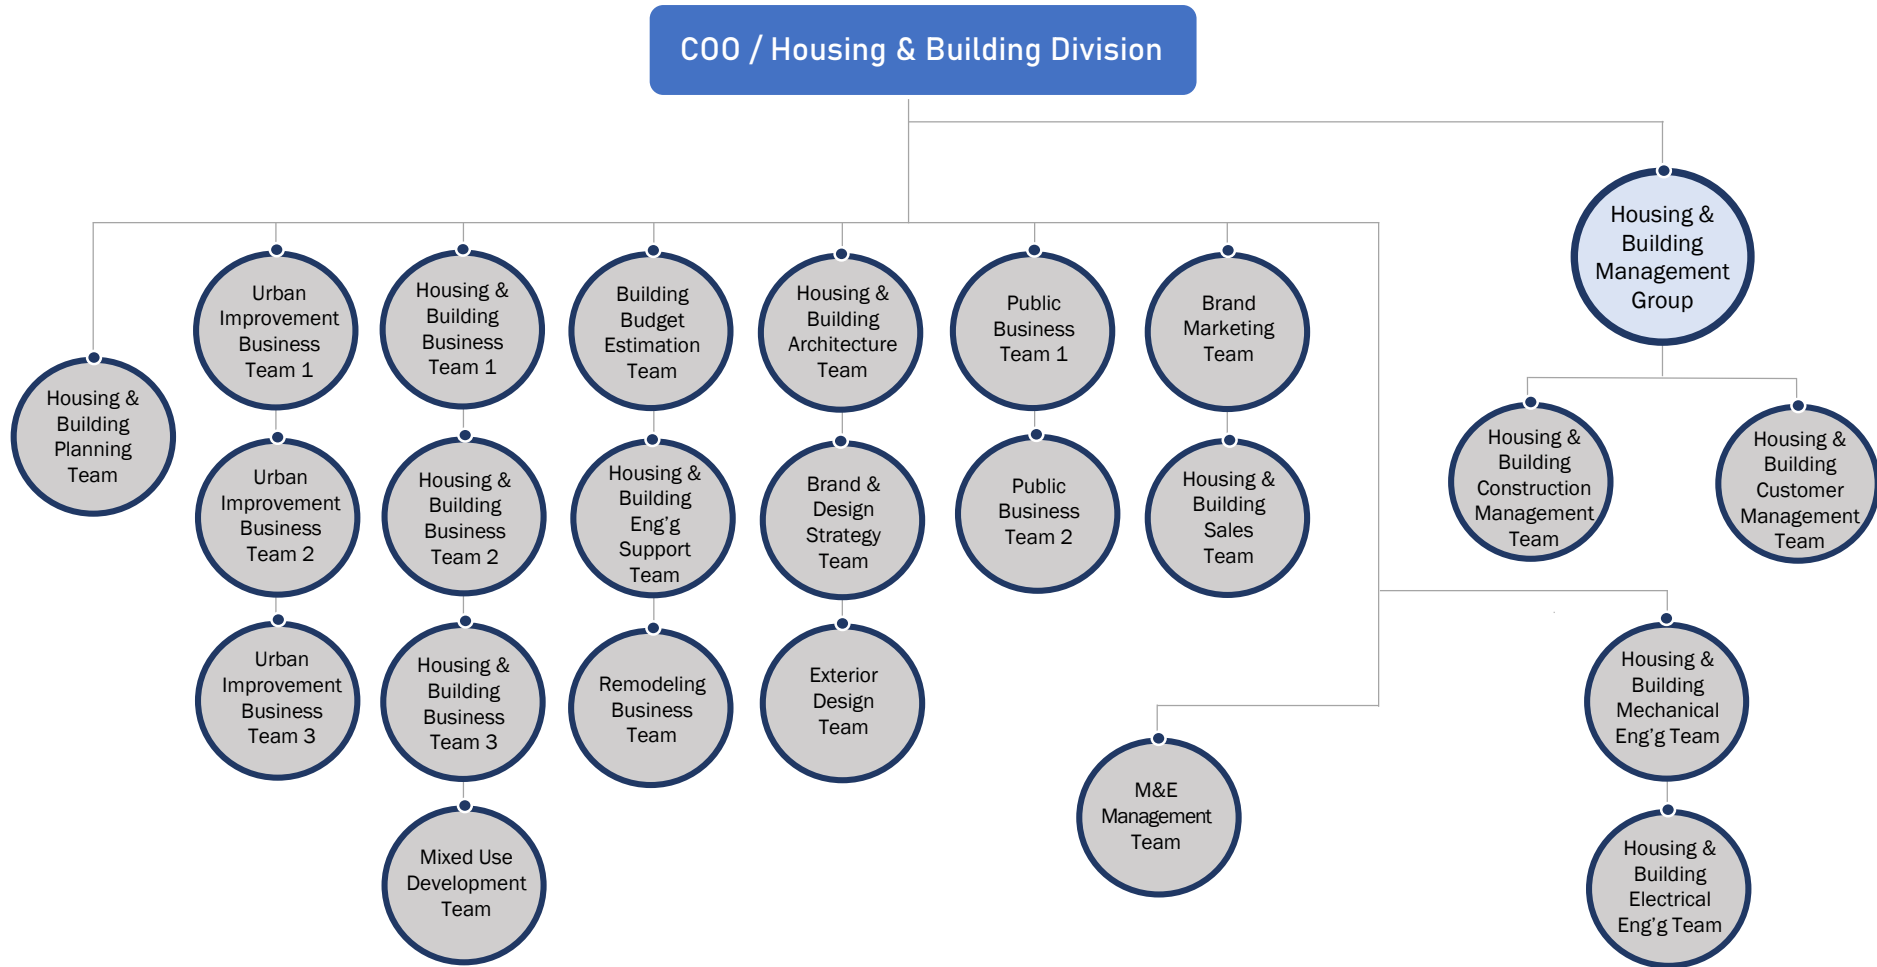 COO / Housing & Building Division
Housing &
Building
Management
Group
Housing &
Building
Planning
Team
Urban
Improvement
Business
Team 1
Housing &
Building
Business
Team 1
Building
Budget
Estimation
Team
Housing &
Building
Architecture
Team
Public
Business
Team 1
Brand
Marketing
Team
Urban
Improvement
Business
Team 2
Housing &
Building
Business
Team 2
Housing &
Building
Eng’g
Support
Team
Brand &
Design
Strategy
Team
Public
Business
Team 2
Housing &
Building
Sales
Team
Housing &
Building
Construction
Management
Team
Housing &
Building
Customer
Management
Team
Urban
Improvement
Business
Team 3
Housing &
Building
Business
Team 3
Remodeling
Business
Team
Exterior
Design
Team
Housing &
Building
Mechanical
Eng’g Team
Mixed Use
Development
Team
M&E
Management
Team
Housing &
Building
Electrical
Eng’g Team